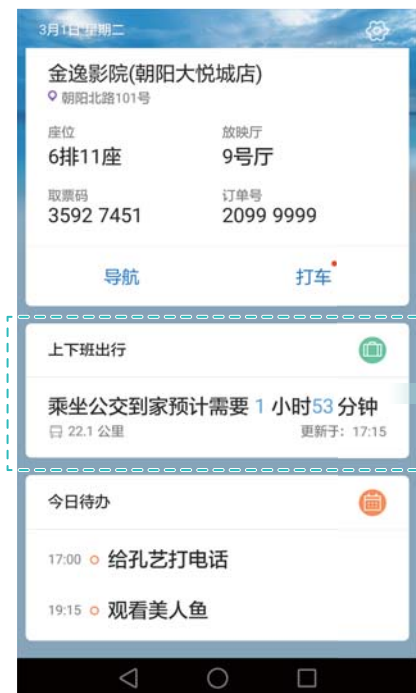 3月1日 星期二
金逸影院(朝阳大悦城店)
朝阳北路101号
座位 放映厅
6排11座 9号厅
取票码 订单号
3592 7451 2099 9999
导航 打车
上下班出行
乘坐公交到家预计需要 1 小时53 分钟
22.1 公里 更新于：17:15
今日待办
17:00 给孔艺打电话
19:15 观看美人鱼